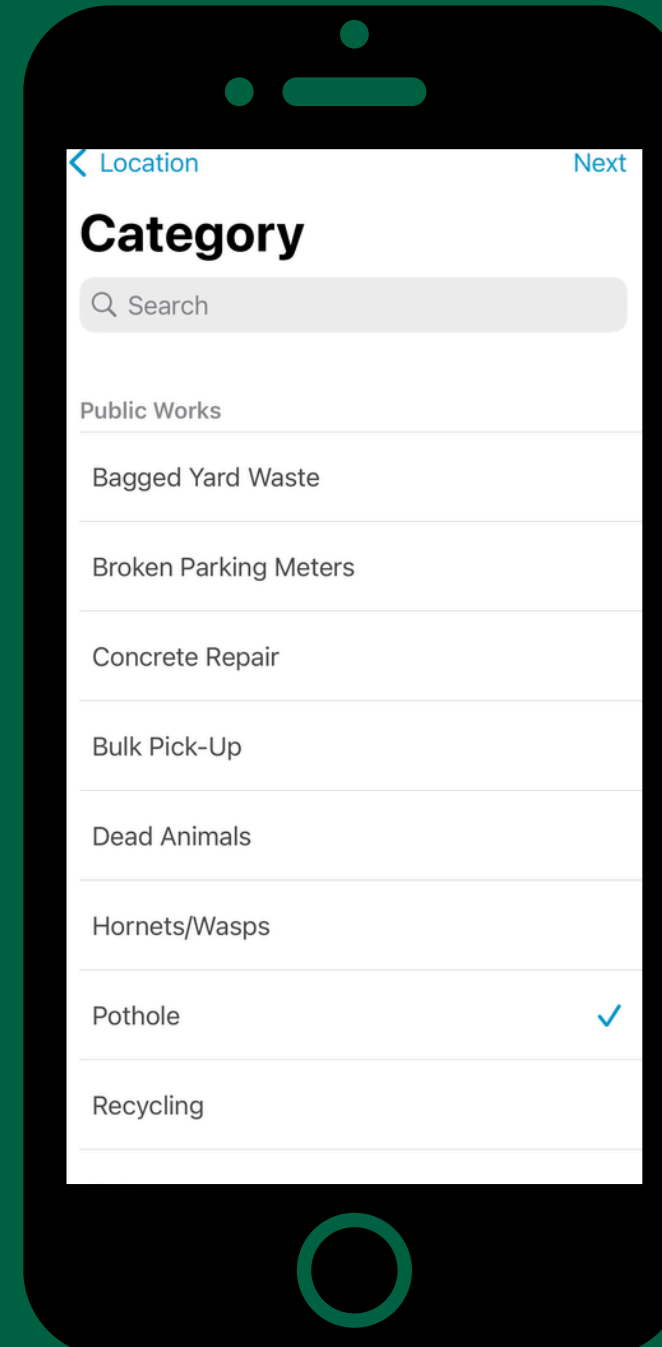 Location
Next
Category
Search
Public Works
Bagged Yard Waste
Broken Parking Meters
Concrete Repair
Bulk Pick-Up
Dead Animals
Hornets/Wasps
Pothole
Recycling